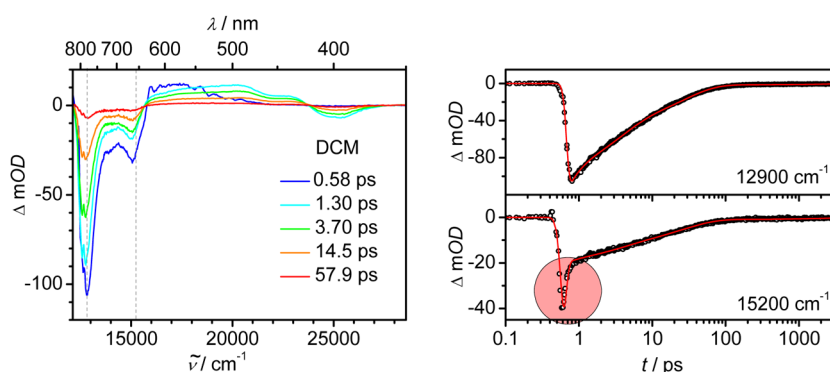 λ / nm
800 700 600 500 400
0
-50
-100
Δ mOD
DCM
0.58 ps
1.30 ps
3.70 ps
14.5 ps
57.9 ps
15000 20000 25000
ṽ / cm⁻¹
0
-40
-80
Δ mOD
12900 cm⁻¹
0
-20
-40
Δ mOD
15200 cm⁻¹
0.1 1 10 100 1000
t / ps